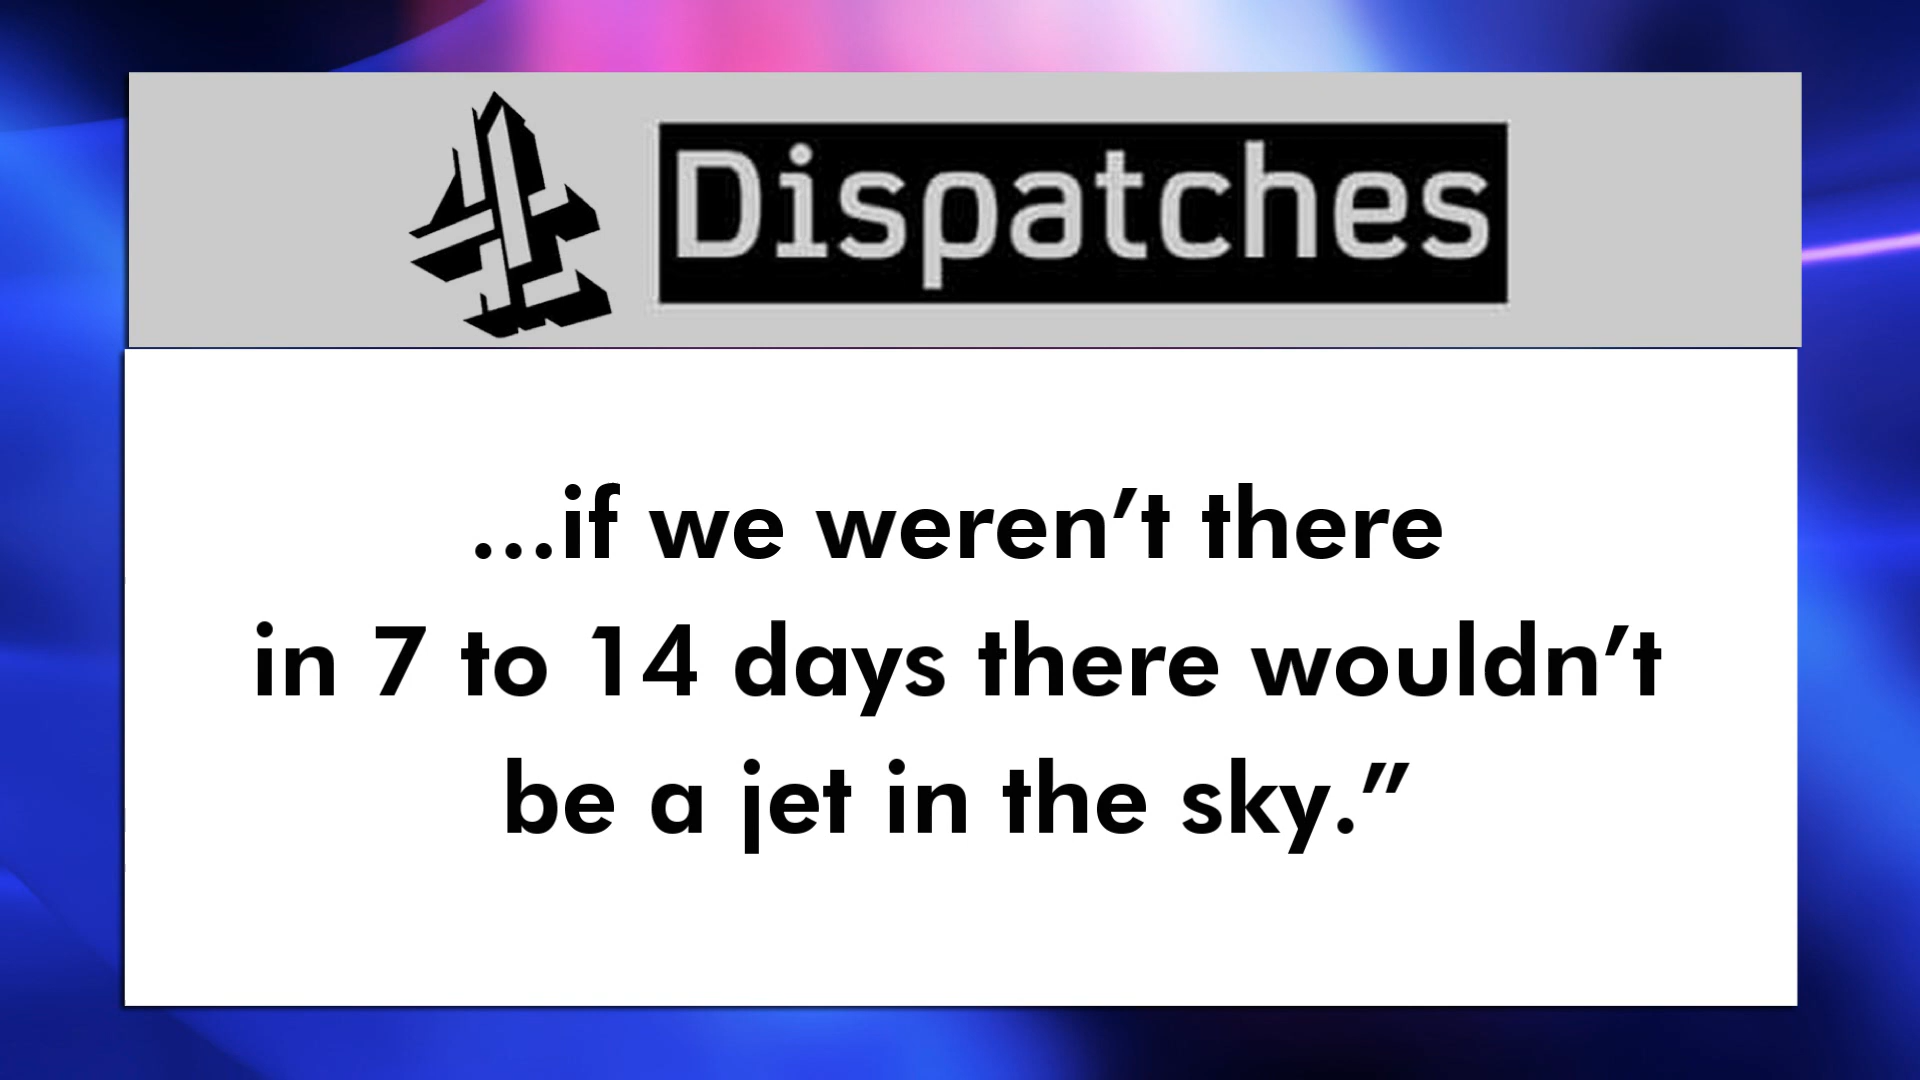 Dispatches
...if we weren’t there
in 7 to 14 days there wouldn’t
be a jet in the sky.”